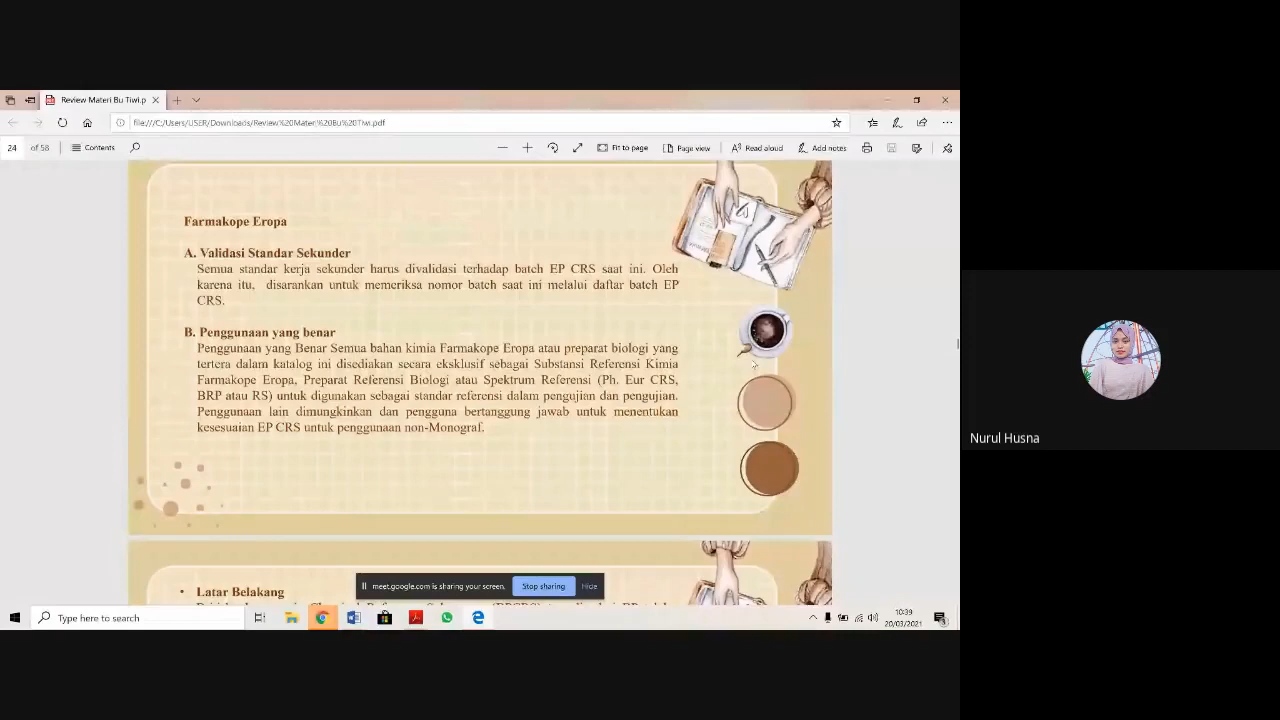 Review Materi Bu Tiwi.p
file:///C:/Users/USER/Downloads/Review%20Materi%20Bu%20Tiwi.pdf
24 of 58 Contents Fit to page Page view Read aloud Add notes
Farmakope Eropa
A. Validasi Standar Sekunder
Semua standar kerja sekunder harus divalidasi terhadap batch EP CRS saat ini. Oleh
karena itu, disarankan untuk memeriksa nomor batch saat ini melalui daftar batch EP
CRS.
B. Penggunaan yang benar
Penggunaan yang Benar Semua bahan kimia Farmakope Eropa atau preparat biologi yang
tertera dalam katalog ini disediakan secara eksklusif sebagai Substansi Referensi Kimia
Farmakope Eropa, Preparat Referensi Biologi atau Spektrum Referensi (Ph. Eur CRS,
BRP atau RS) untuk digunakan sebagai standar referensi dalam pengujian dan pengujian.
Penggunaan lain dimungkinkan dan pengguna bertanggung jawab untuk menentukan
kesesuaian EP CRS untuk penggunaan non-Monograf.
Nurul Husna
• Latar Belakang
meet.google.com is sharing your screen. Stop sharing Hide
Type here to search
10:39
20/03/2021